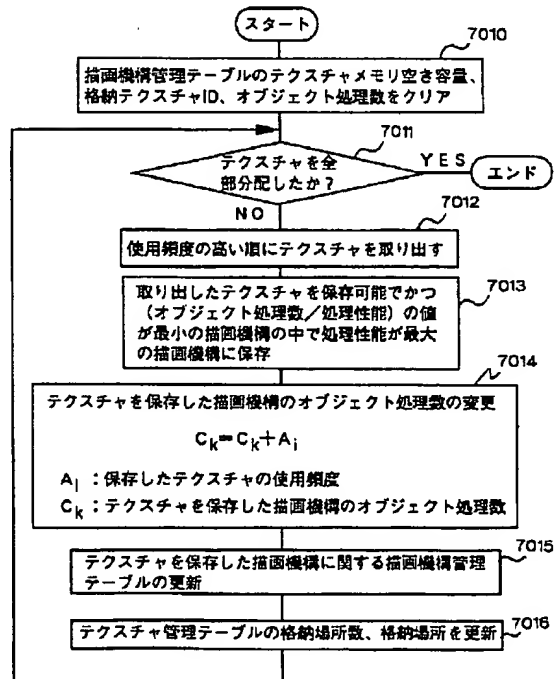 スタート
7010
描画機構管理テーブルのテクスチャメモリ空き容量、
格納テクスチャID、オブジェクト処理数をクリア
7011
テクスチャを全
部分配したか?
YES
エンド
NO
7012
使用頻度の高い順にテクスチャを取り出す
7013
取り出したテクスチャを保存可能でかつ
(オブジェクト処理数/処理性能)の値
が最小の描画機構の中で処理性能が最大
の描画機構に保存
7014
テクスチャを保存した描画機構のオブジェクト処理数の変更
Ck=Ck+Ai
Ai:保存したテクスチャの使用頻度
Ck:テクスチャを保存した描画機構のオブジェクト処理数
7015
テクスチャを保存した描画機構に関する描画機構管理
テーブルの更新
7016
テクスチャ管理テーブルの格納場所数、格納場所を更新